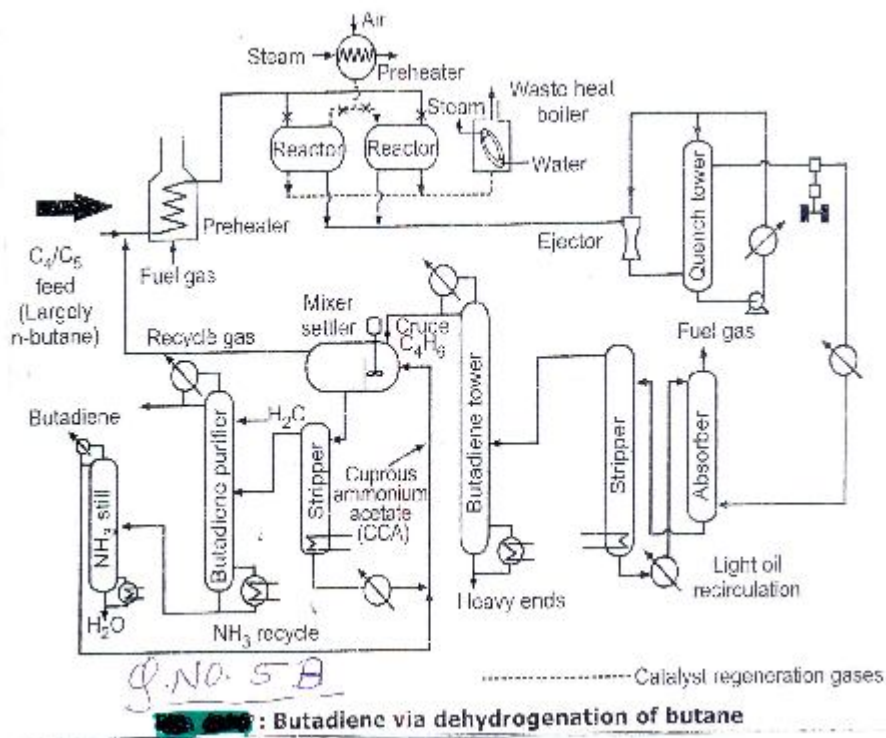 Air
Steam
Preheater
Waste heat
boiler
Steam
Reactor
Reactor
Water
Quench tower
Preheater
Ejector
C4/C5
feed
(Largely
n-butane)
Fuel gas
Mixer
settler
Cruce
C4H6
Fuel gas
Recycle gas
Butadiene
H2C
Butadiene purifier
Stripper
Cuprous
ammonium
acetate
(CCA)
Butadiene tower
Stripper
Absorber
NH3 still
Light oil
recirculation
Heavy ends
H2O
NH3 recycle
Q.NO. 5 B
Catalyst regeneration gases
: Butadiene via dehydrogenation of butane